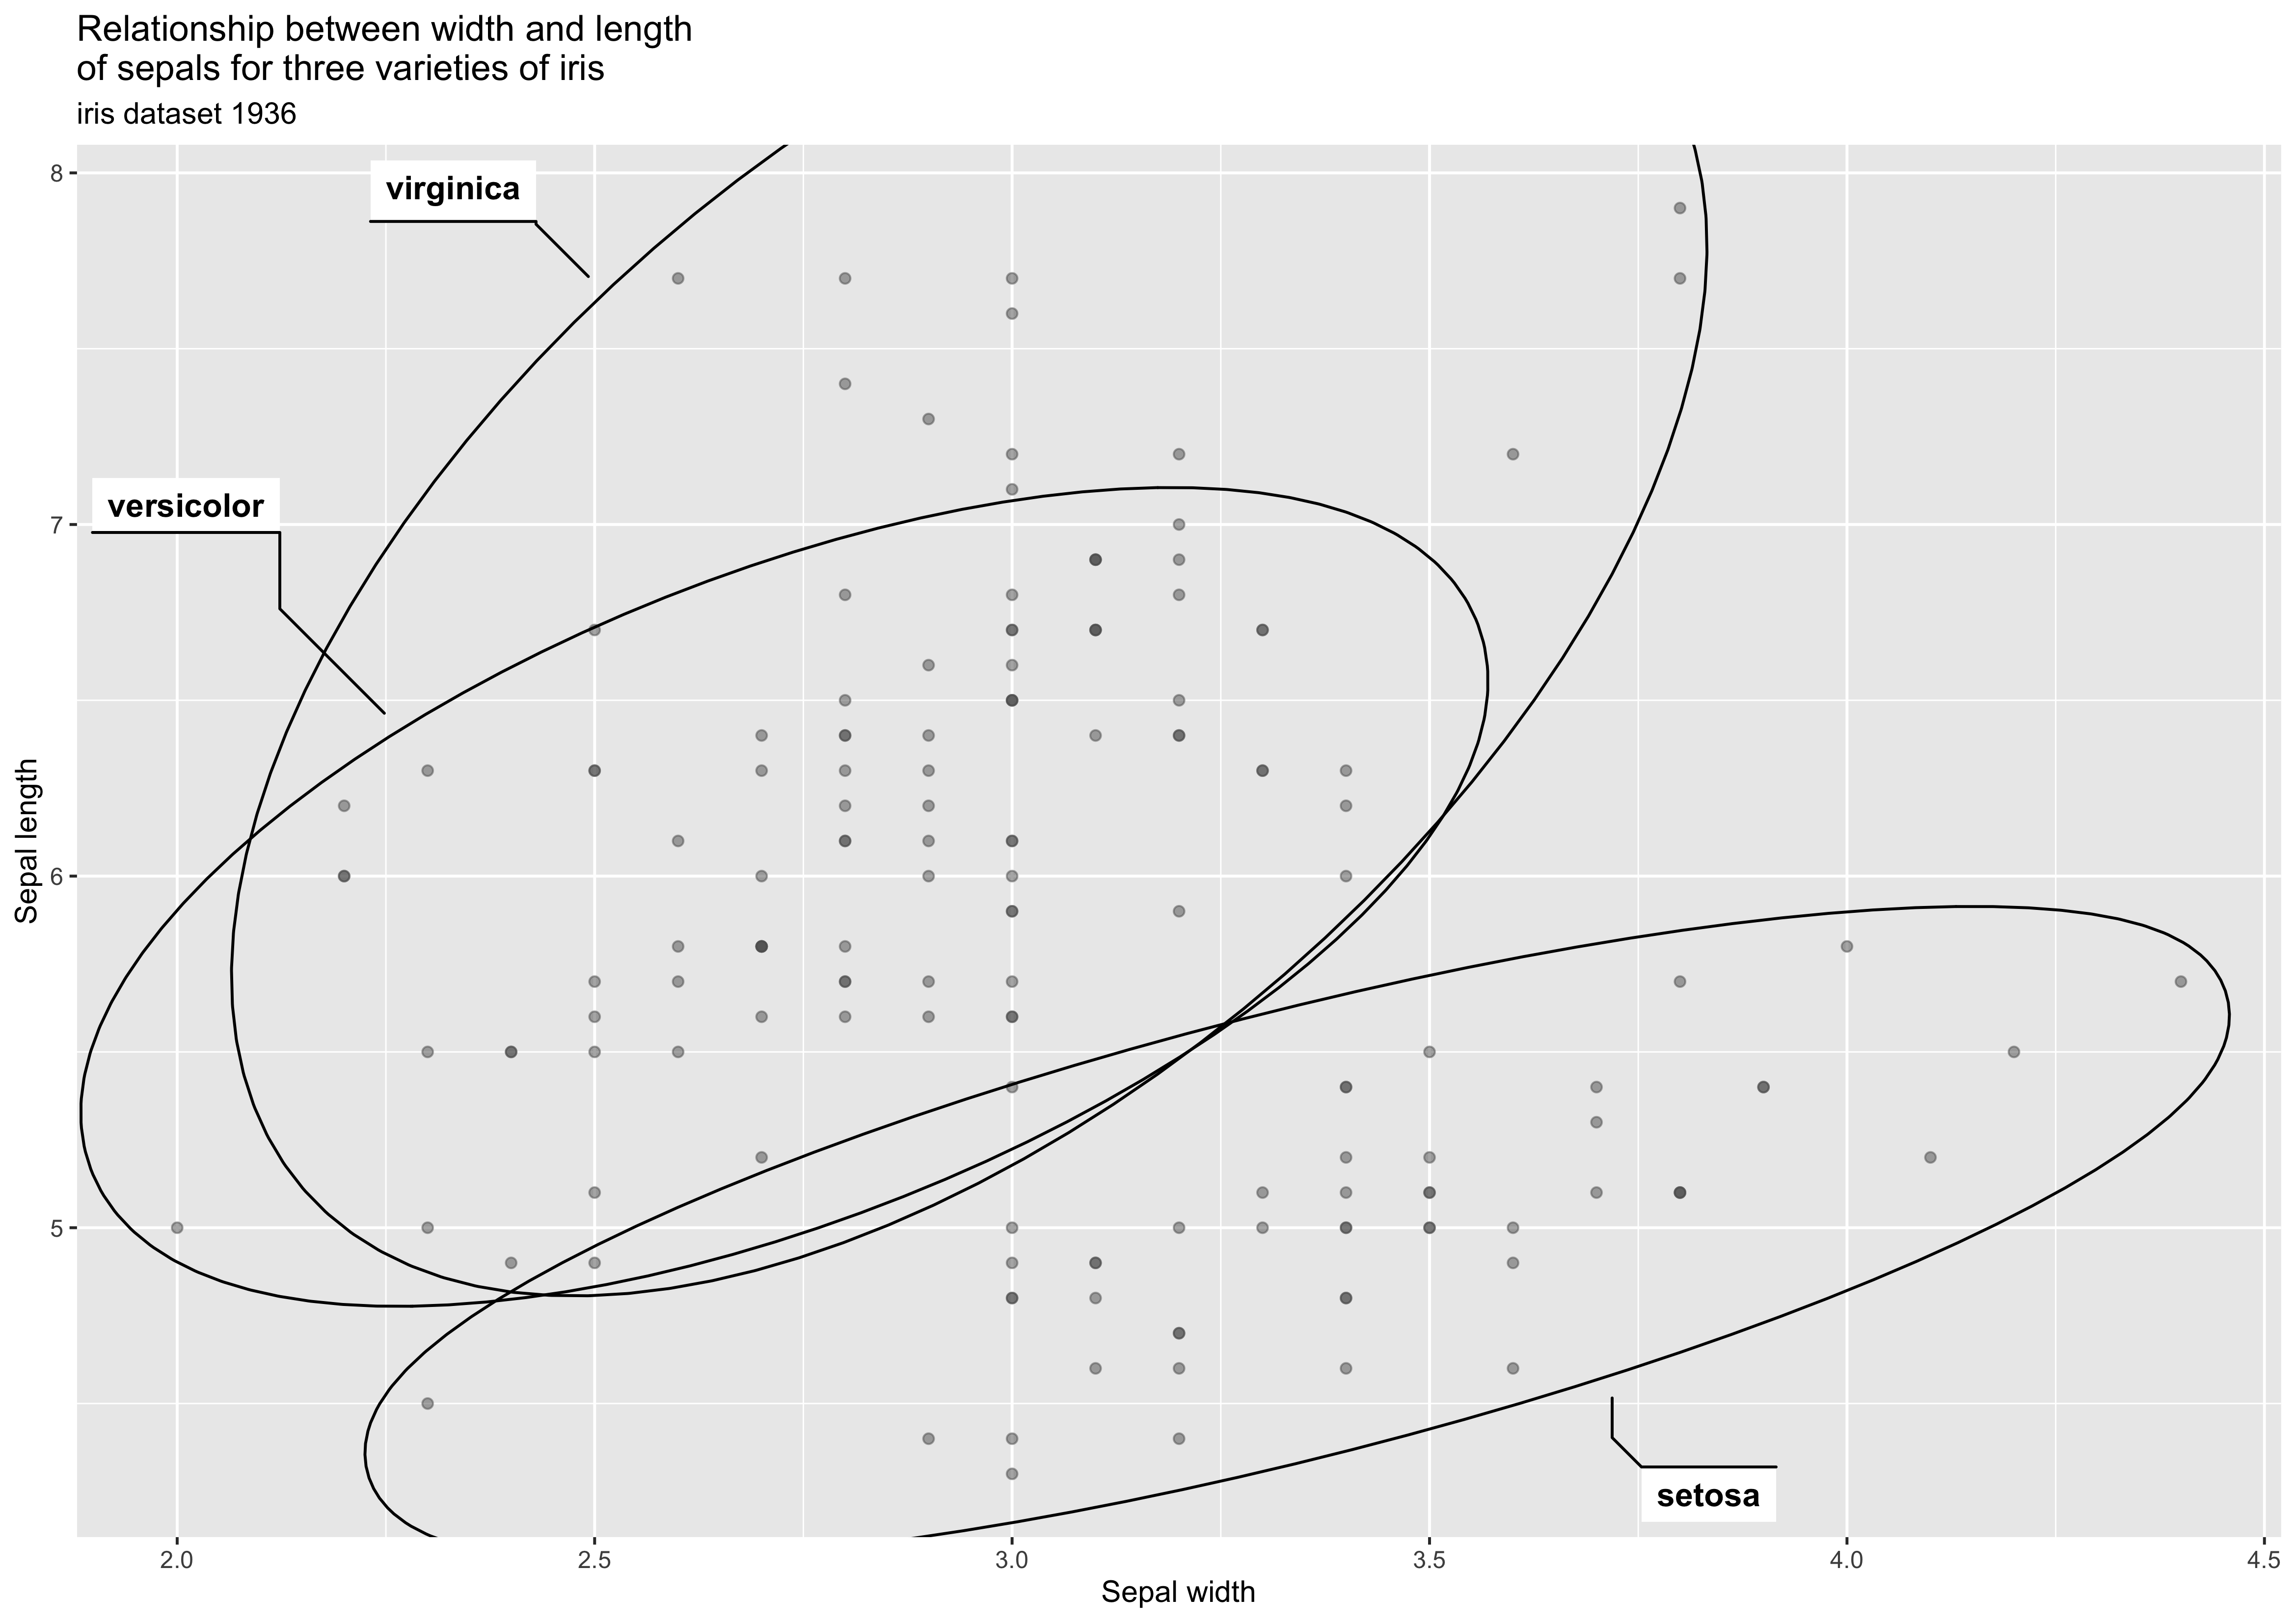 Relationship between width and length
of sepals for three varieties of iris
iris dataset 1936
virginica
versicolor
setosa
Sepal length
8
7
6
5
2.0
2.5
3.0
3.5
4.0
4.5
Sepal width